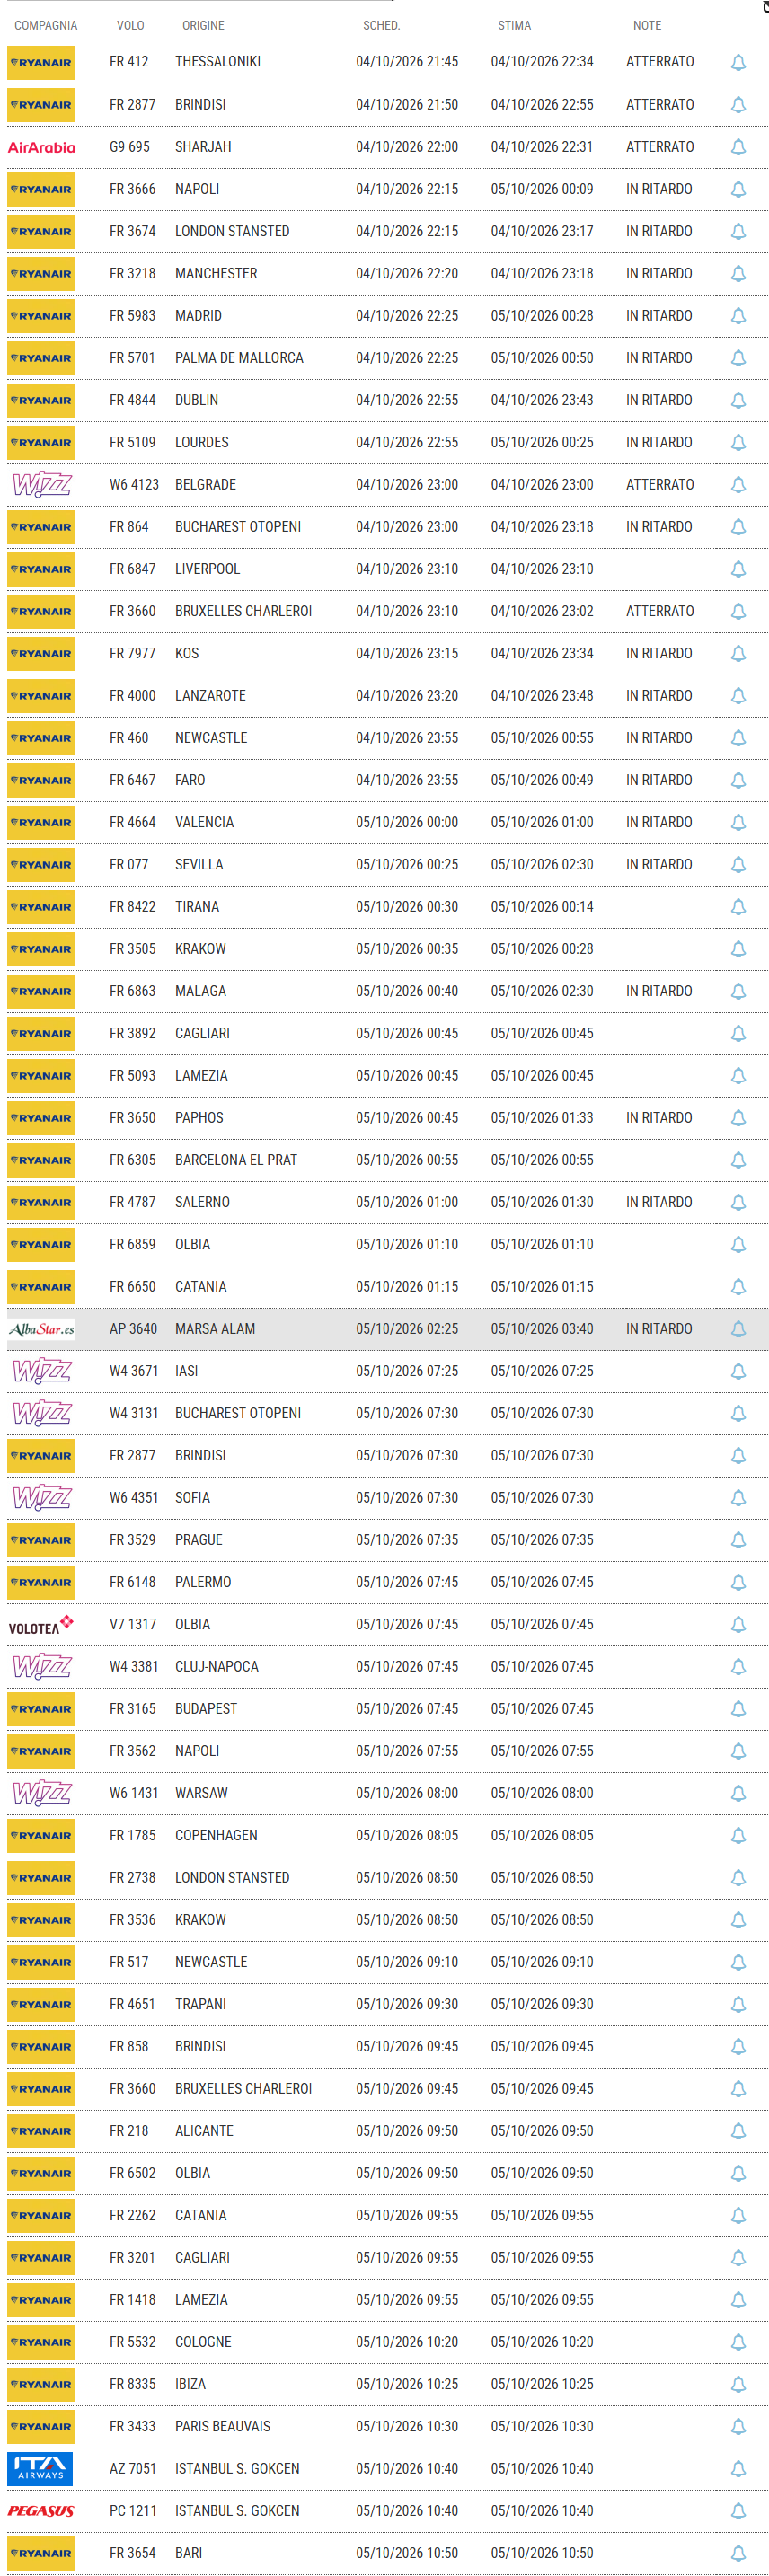 COMPAGNIA VOLO ORIGINE SCHED. STIMA NOTE
RYANAIR FR 412 THESSALONIKI 04/10/2026 21:45 04/10/2026 22:34 ATTERRATO
RYANAIR FR 2877 BRINDISI 04/10/2026 21:50 04/10/2026 22:55 ATTERRATO
AirArabia G9 695 SHARJAH 04/10/2026 22:00 04/10/2026 22:31 ATTERRATO
RYANAIR FR 3666 NAPOLI 04/10/2026 22:15 05/10/2026 00:09 IN RITARDO
RYANAIR FR 3674 LONDON STANSTED 04/10/2026 22:15 04/10/2026 23:17 IN RITARDO
RYANAIR FR 3218 MANCHESTER 04/10/2026 22:20 04/10/2026 23:18 IN RITARDO
RYANAIR FR 5983 MADRID 04/10/2026 22:25 05/10/2026 00:28 IN RITARDO
RYANAIR FR 5701 PALMA DE MALLORCA 04/10/2026 22:25 05/10/2026 00:50 IN RITARDO
RYANAIR FR 4844 DUBLIN 04/10/2026 22:55 04/10/2026 23:43 IN RITARDO
RYANAIR FR 5109 LOURDES 04/10/2026 22:55 05/10/2026 00:25 IN RITARDO
WIZZ W6 4123 BELGRADE 04/10/2026 23:00 04/10/2026 23:00 ATTERRATO
RYANAIR FR 864 BUCHAREST OTOPENI 04/10/2026 23:00 04/10/2026 23:18 IN RITARDO
RYANAIR FR 6847 LIVERPOOL 04/10/2026 23:10 04/10/2026 23:10
RYANAIR FR 3660 BRUXELLES CHARLEROI 04/10/2026 23:10 04/10/2026 23:02 ATTERRATO
RYANAIR FR 7977 KOS 04/10/2026 23:15 04/10/2026 23:34 IN RITARDO
RYANAIR FR 4000 LANZAROTE 04/10/2026 23:20 04/10/2026 23:48 IN RITARDO
RYANAIR FR 460 NEWCASTLE 04/10/2026 23:55 05/10/2026 00:55 IN RITARDO
RYANAIR FR 6467 FARO 04/10/2026 23:55 05/10/2026 00:49 IN RITARDO
RYANAIR FR 4664 VALENCIA 05/10/2026 00:00 05/10/2026 01:00 IN RITARDO
RYANAIR FR 077 SEVILLA 05/10/2026 00:25 05/10/2026 02:30 IN RITARDO
RYANAIR FR 8422 TIRANA 05/10/2026 00:30 05/10/2026 00:14
RYANAIR FR 3505 KRAKOW 05/10/2026 00:35 05/10/2026 00:28
RYANAIR FR 6863 MALAGA 05/10/2026 00:40 05/10/2026 02:30 IN RITARDO
RYANAIR FR 3892 CAGLIARI 05/10/2026 00:45 05/10/2026 00:45
RYANAIR FR 5093 LAMEZIA 05/10/2026 00:45 05/10/2026 00:45
RYANAIR FR 3650 PAPHOS 05/10/2026 00:45 05/10/2026 01:33 IN RITARDO
RYANAIR FR 6305 BARCELONA EL PRAT 05/10/2026 00:55 05/10/2026 00:55
RYANAIR FR 4787 SALERNO 05/10/2026 01:00 05/10/2026 01:30 IN RITARDO
RYANAIR FR 6859 OLBIA 05/10/2026 01:10 05/10/2026 01:10
RYANAIR FR 6650 CATANIA 05/10/2026 01:15 05/10/2026 01:15
AlbaStar.es AP 3640 MARSA ALAM 05/10/2026 02:25 05/10/2026 03:40 IN RITARDO
WIZZ W4 3671 IASI 05/10/2026 07:25 05/10/2026 07:25
WIZZ W4 3131 BUCHAREST OTOPENI 05/10/2026 07:30 05/10/2026 07:30
RYANAIR FR 2877 BRINDISI 05/10/2026 07:30 05/10/2026 07:30
WIZZ W6 4351 SOFIA 05/10/2026 07:30 05/10/2026 07:30
RYANAIR FR 3529 PRAGUE 05/10/2026 07:35 05/10/2026 07:35
RYANAIR FR 6148 PALERMO 05/10/2026 07:45 05/10/2026 07:45
VOLOTEA V7 1317 OLBIA 05/10/2026 07:45 05/10/2026 07:45
WIZZ W4 3381 CLUJ-NAPOCA 05/10/2026 07:45 05/10/2026 07:45
RYANAIR FR 3165 BUDAPEST 05/10/2026 07:45 05/10/2026 07:45
RYANAIR FR 3562 NAPOLI 05/10/2026 07:55 05/10/2026 07:55
WIZZ W6 1431 WARSAW 05/10/2026 08:00 05/10/2026 08:00
RYANAIR FR 1785 COPENHAGEN 05/10/2026 08:05 05/10/2026 08:05
RYANAIR FR 2738 LONDON STANSTED 05/10/2026 08:50 05/10/2026 08:50
RYANAIR FR 3536 KRAKOW 05/10/2026 08:50 05/10/2026 08:50
RYANAIR FR 517 NEWCASTLE 05/10/2026 09:10 05/10/2026 09:10
RYANAIR FR 4651 TRAPANI 05/10/2026 09:30 05/10/2026 09:30
RYANAIR FR 858 BRINDISI 05/10/2026 09:45 05/10/2026 09:45
RYANAIR FR 3660 BRUXELLES CHARLEROI 05/10/2026 09:45 05/10/2026 09:45
RYANAIR FR 218 ALICANTE 05/10/2026 09:50 05/10/2026 09:50
RYANAIR FR 6502 OLBIA 05/10/2026 09:50 05/10/2026 09:50
RYANAIR FR 2262 CATANIA 05/10/2026 09:55 05/10/2026 09:55
RYANAIR FR 3201 CAGLIARI 05/10/2026 09:55 05/10/2026 09:55
RYANAIR FR 1418 LAMEZIA 05/10/2026 09:55 05/10/2026 09:55
RYANAIR FR 5532 COLOGNE 05/10/2026 10:20 05/10/2026 10:20
RYANAIR FR 8335 IBIZA 05/10/2026 10:25 05/10/2026 10:25
RYANAIR FR 3433 PARIS BEAUVAIS 05/10/2026 10:30 05/10/2026 10:30
ITA AIRWAYS AZ 7051 ISTANBUL S. GOKCEN 05/10/2026 10:40 05/10/2026 10:40
PEGASUS PC 1211 ISTANBUL S. GOKCEN 05/10/2026 10:40 05/10/2026 10:40
RYANAIR FR 3654 BARI 05/10/2026 10:50 05/10/2026 10:50